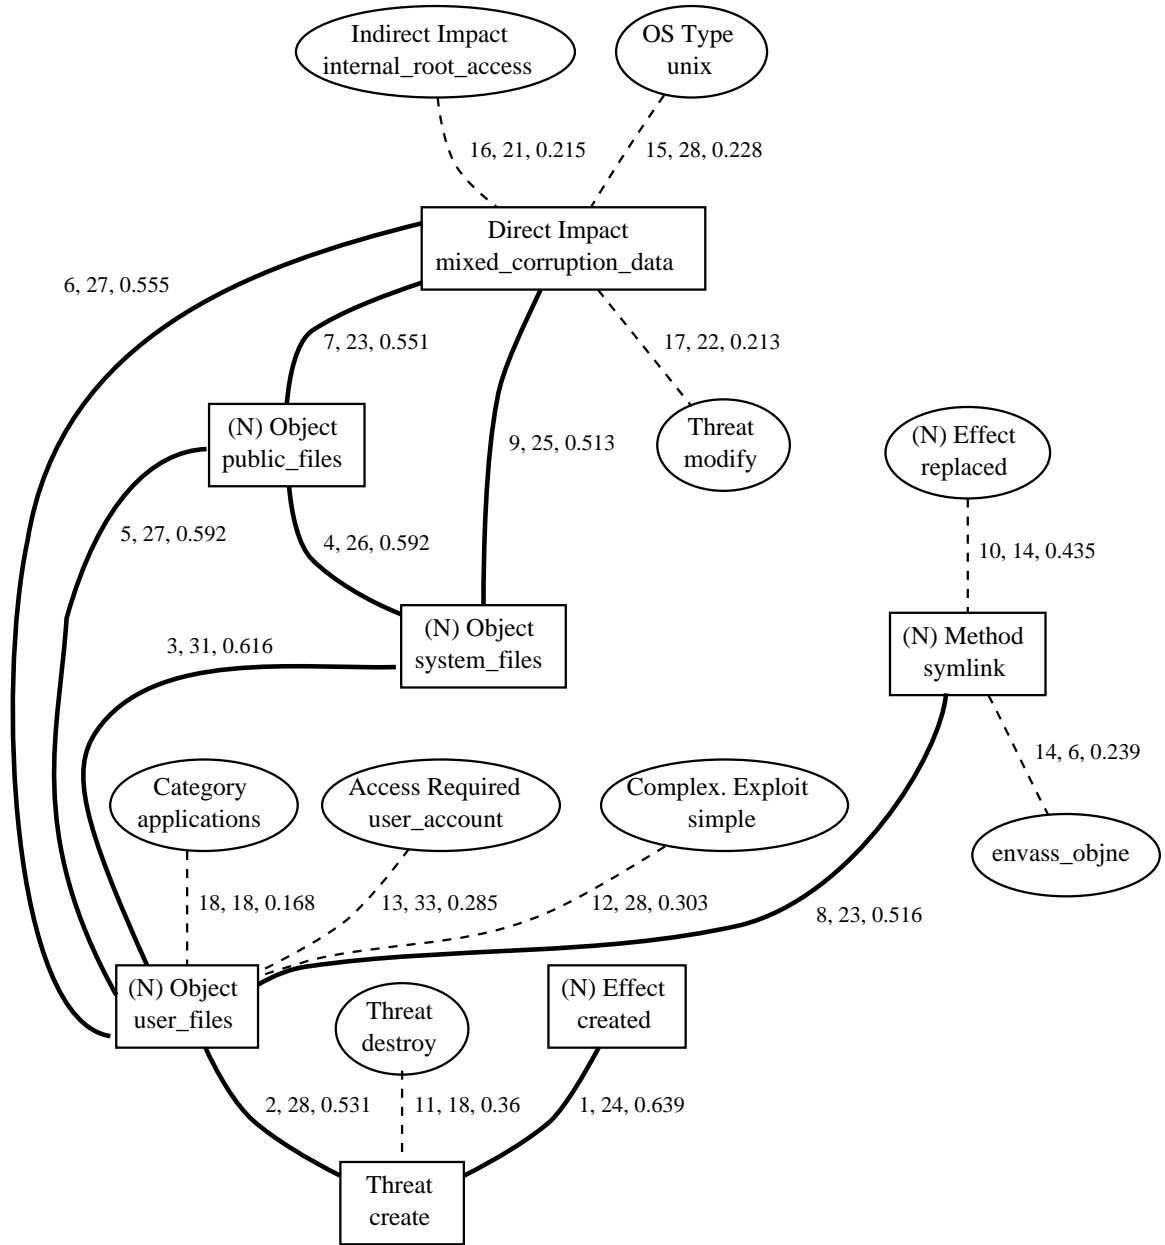 Indirect Impact
internal_root_access
OS Type
unix
16, 21, 0.215
15, 28, 0.228
Direct Impact
mixed_corruption_data
6, 27, 0.555
7, 23, 0.551
17, 22, 0.213
(N) Object
public_files
9, 25, 0.513
Threat
modify
(N) Effect
replaced
5, 27, 0.592
4, 26, 0.592
10, 14, 0.435
(N) Object
system_files
3, 31, 0.616
(N) Method
symlink
14, 6, 0.239
Category
applications
Access Required
user_account
Complex. Exploit
simple
envass_objne
18, 18, 0.168
13, 33, 0.285
12, 28, 0.303
8, 23, 0.516
(N) Object
user_files
Threat
destroy
(N) Effect
created
2, 28, 0.531
11, 18, 0.36
1, 24, 0.639
Threat
create